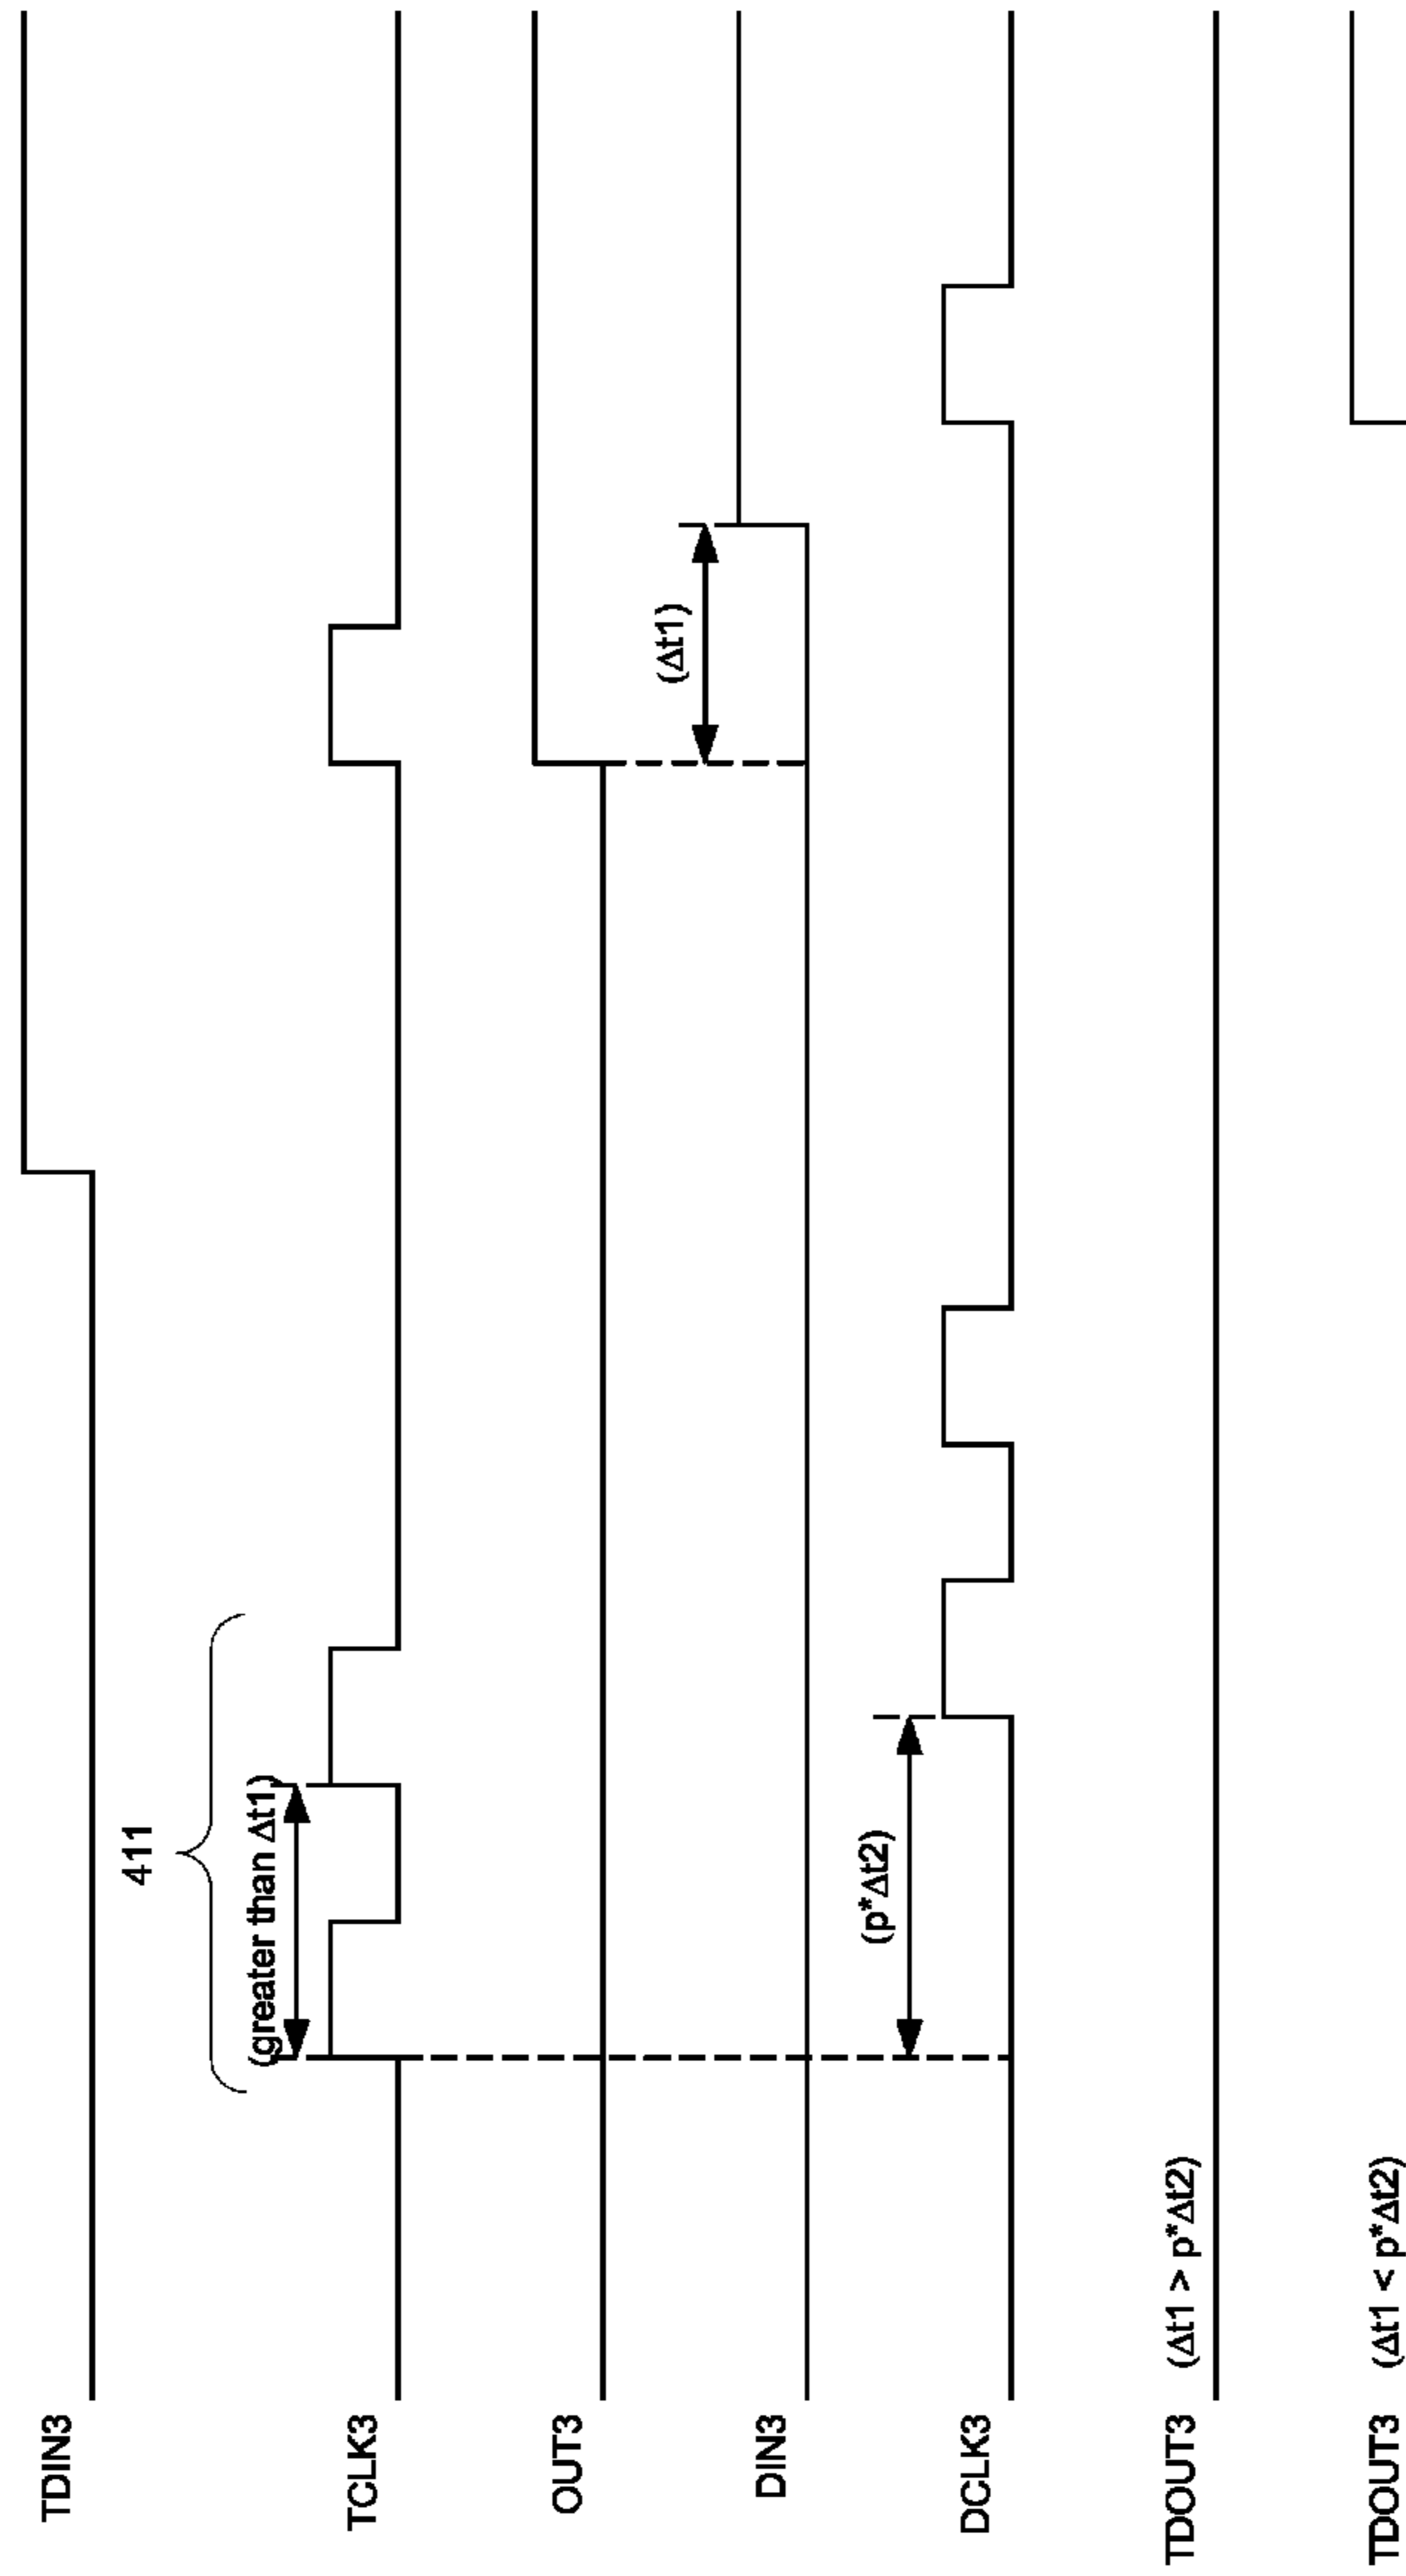 TDIN3
411
(greater than Δt1)
TCLK3
OUT3
(Δt1)
DIN3
(p*Δt2)
DCLK3
TDOUT3 (Δt1 > p*Δt2)
TDOUT3 (Δt1 < p*Δt2)